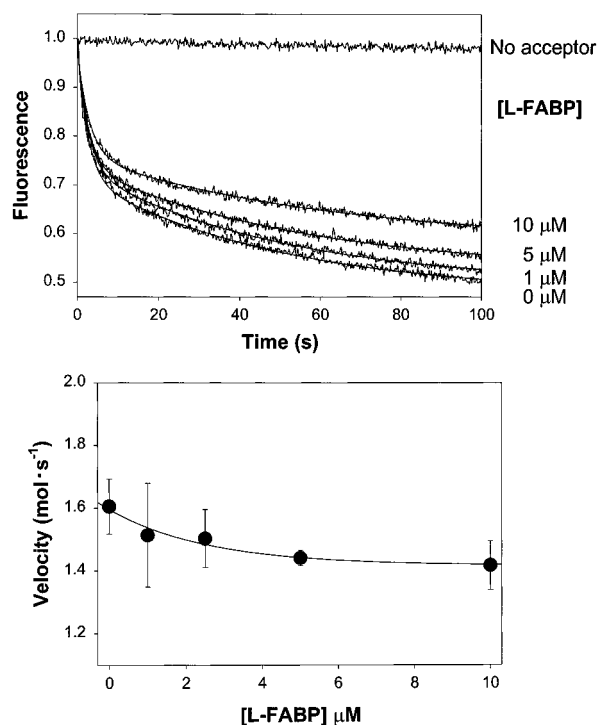 1.0
0.9
0.8
0.7
0.6
0.5
Fluorescence
0
20
40
60
80
100
Time (s)
No acceptor
[L-FABP]
10 μM
5 μM
1 μM
0 μM
2.0
1.8
1.6
1.4
1.2
Velocity (mol·s⁻¹)
0
2
4
6
8
10
[L-FABP] μM